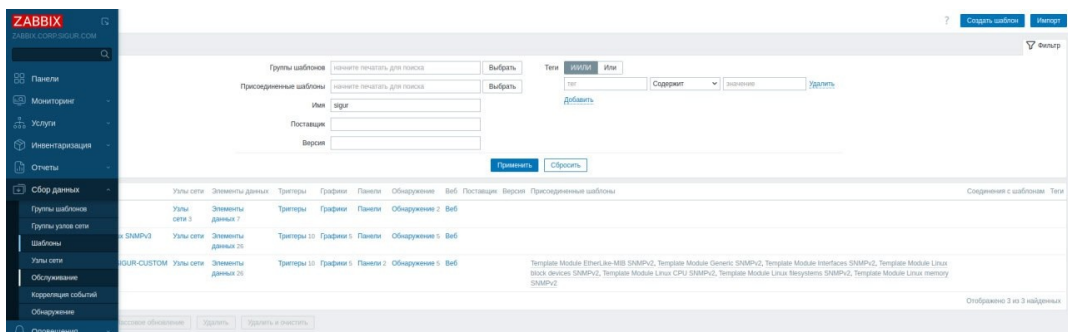 ZABBIX
ZABBIX.CORP.SIGUR.COM
Панели
Мониторинг
Услуги
Инвентаризация
Отчеты
Сбор данных
Группы шаблонов
Группы узлов сети
Шаблоны
Узлы сети
Обслуживание
Корреляция событий
Обнаружение
Оповещения
? Создать шаблон Импорт
Фильтр
Группы шаблонов начните печатать для поиска Выбрать
Присоединенные шаблоны начните печатать для поиска Выбрать
Имя sigur
Поставщик
Версия
Теги И/ИЛИ Или
тег Содержит значение Удалить
Добавить
Применить Сбросить
Узлы сети Элементы данных Триггеры Графики Панели Обнаружение Веб Поставщик Версия Присоединенные шаблоны Соединения с шаблонам Теги
Узлы сети 3 Элементы данных 7 Триггеры Графики Панели Обнаружение 2 Веб
SNMPv3 Узлы сети Элементы данных 26 Триггеры 10 Графики 5 Панели Обнаружение 5 Веб
SIGUR-CUSTOM Узлы сети Элементы данных 26 Триггеры 10 Графики 5 Панели 2 Обнаружение 5 Веб
Template Module EtherLike-MIB SNMPv2, Template Module Generic SNMPv2, Template Module Interfaces SNMPv2, Template Module Linux
block devices SNMPv2, Template Module Linux CPU SNMPv2, Template Module Linux filesystems SNMPv2, Template Module Linux memory
SNMPv2
Отображено 3 из 3 найденных
Массовое обновление Удалить Удалить и очистить